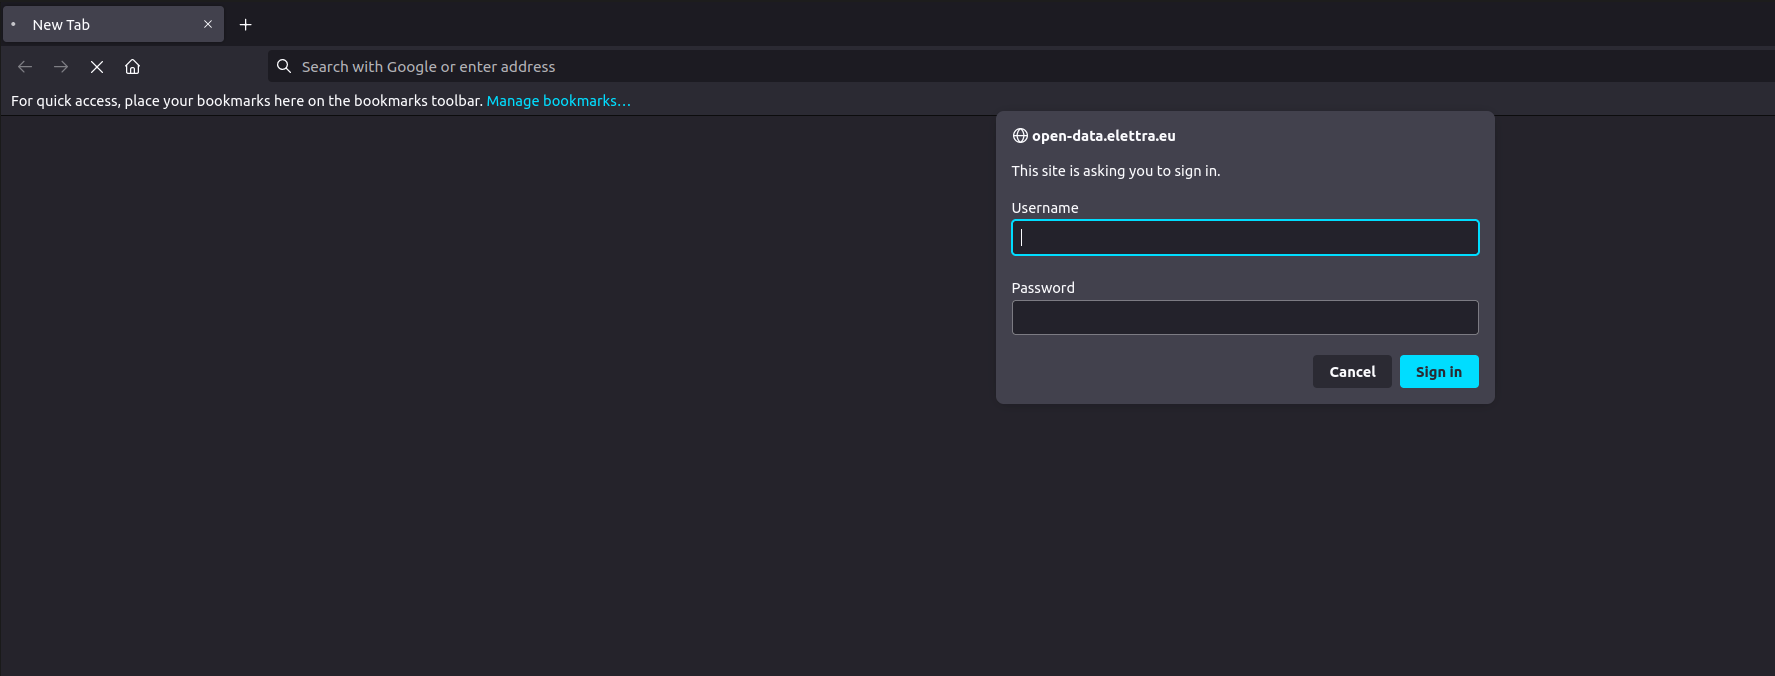 New Tab
Search with Google or enter address
For quick access, place your bookmarks here on the bookmarks toolbar. Manage bookmarks…
open-data.elettra.eu
This site is asking you to sign in.
Username
Password
Cancel
Sign in